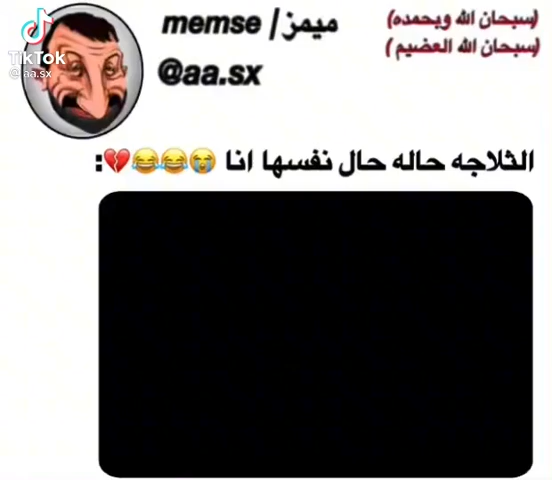 TikTok
@ aa.sx
memse / ميمز
@aa.sx
(سبحان الله وبحمده)
(سبحان الله العضيم)
الثلاجه حاله حال نفسها انا 😭😂😂💔: